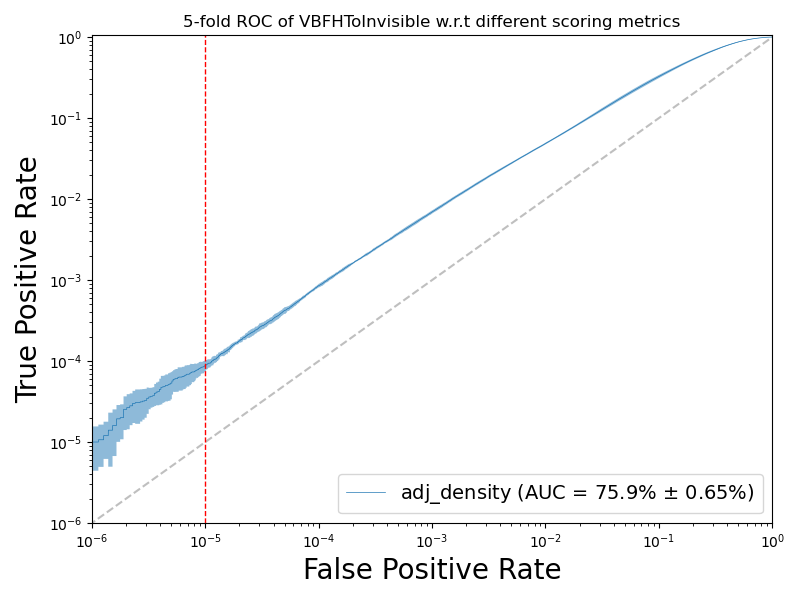 5-fold ROC of VBFHToInvisible w.r.t different scoring metrics
True Positive Rate
10⁰
10⁻¹
10⁻²
10⁻³
10⁻⁴
10⁻⁵
10⁻⁶
adj_density (AUC = 75.9% ± 0.65%)
10⁻⁶ 10⁻⁵ 10⁻⁴ 10⁻³ 10⁻² 10⁻¹ 10⁰
False Positive Rate